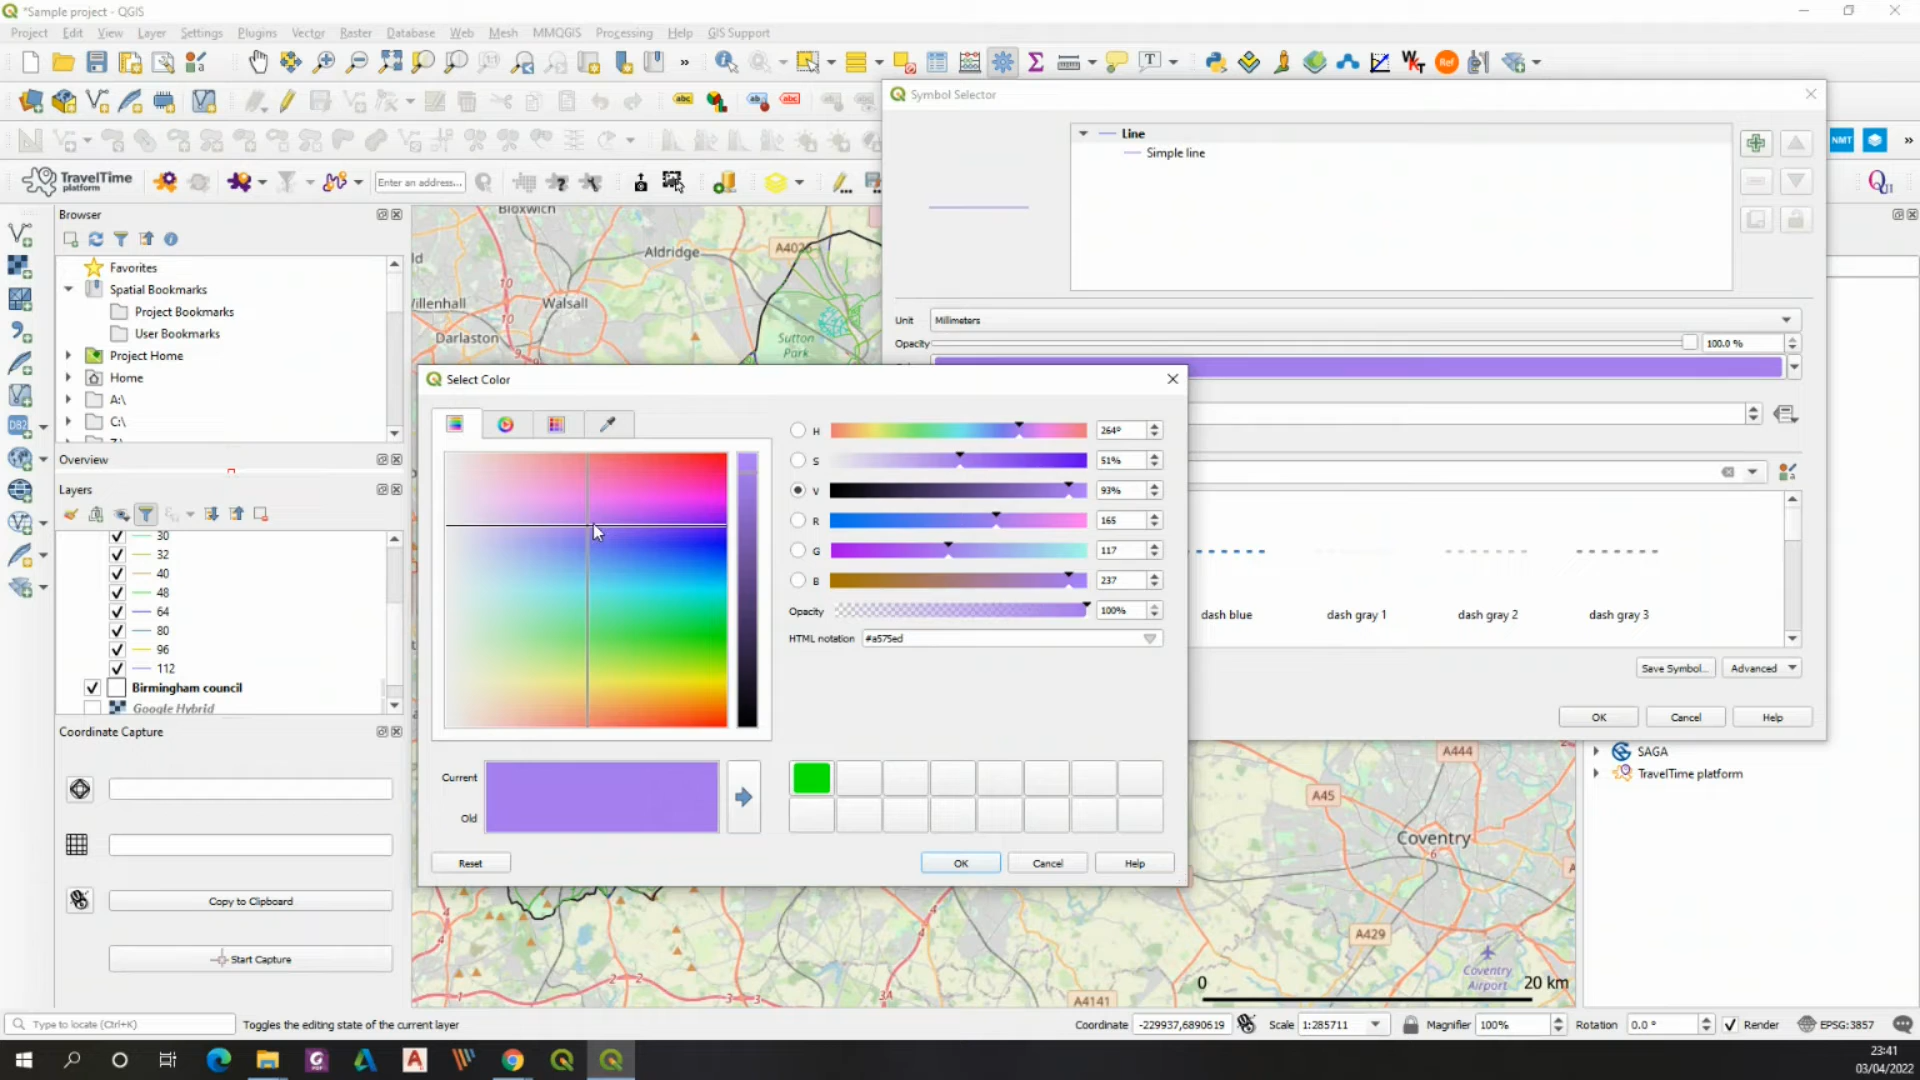 *Sample project - QGIS
Project Edit View Layer Settings Plugins Vector Raster Database Web Mesh MMQGIS Processing Help GIS Support
TravelTime
platform
Enter an address...
Browser
Favorites
Spatial Bookmarks
Project Bookmarks
User Bookmarks
Project Home
Home
A:\
C:\
Overview
Layers
30
32
40
48
64
80
96
112
Birmingham council
Google Hybrid
Coordinate Capture
Copy to Clipboard
Start Capture
Bloxwich
Aldridge
A4026
Walsall
Darlaston
Sutton
Park
Symbol Selector
Line
Simple line
Unit Millimeters
Opacity 100.0 %
dash blue dash gray 1 dash gray 2 dash gray 3
Save Symbol... Advanced
OK Cancel Help
Select Color
H 264°
S 51%
V 93%
R 165
G 117
B 237
Opacity 100%
HTML notation #a575ed
Current
Old
Reset OK Cancel Help
SAGA
TravelTime platform
A444
A45
Coventry
A429
Coventry
Airport
A4141
0 20 km
Type to locate (Ctrl+K) Toggles the editing state of the current layer Coordinate -229937,6890619 Scale 1:285711 Magnifier 100% Rotation 0.0 ° Render EPSG:3857
23:41
03/04/2022